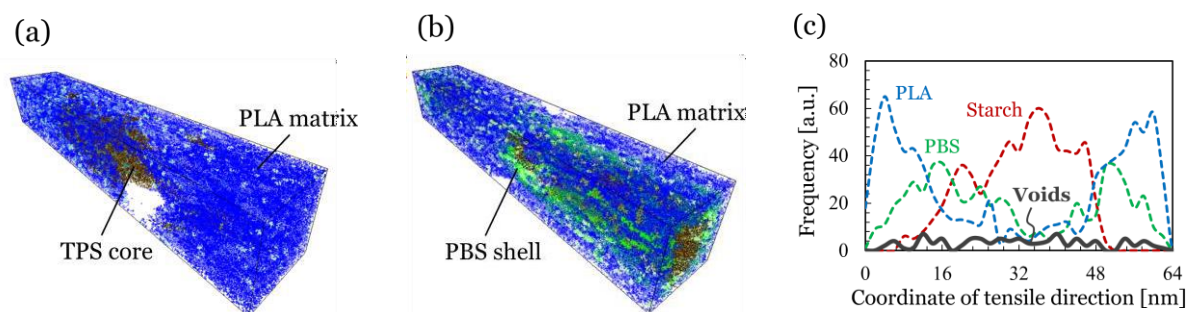 (a)
PLA matrix
TPS core
(b)
PLA matrix
PBS shell
(c)
80
60
40
20
0
Frequency [a.u.]
PLA
Starch
PBS
Voids
0 16 32 48 64
Coordinate of tensile direction [nm]